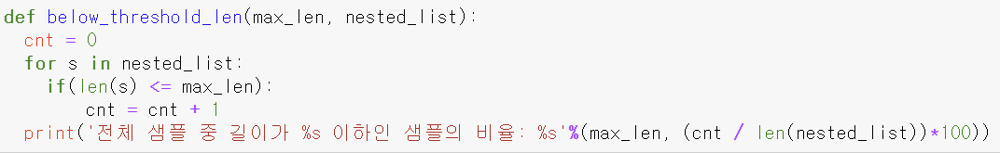 def below_threshold_len(max_len, nested_list):
  cnt = 0
  for s in nested_list:
    if(len(s) <= max_len):
        cnt = cnt + 1
  print('전체 샘플 중 길이가 %s 이하인 샘플의 비율: %s'%(max_len, (cnt / len(nested_list))*100))